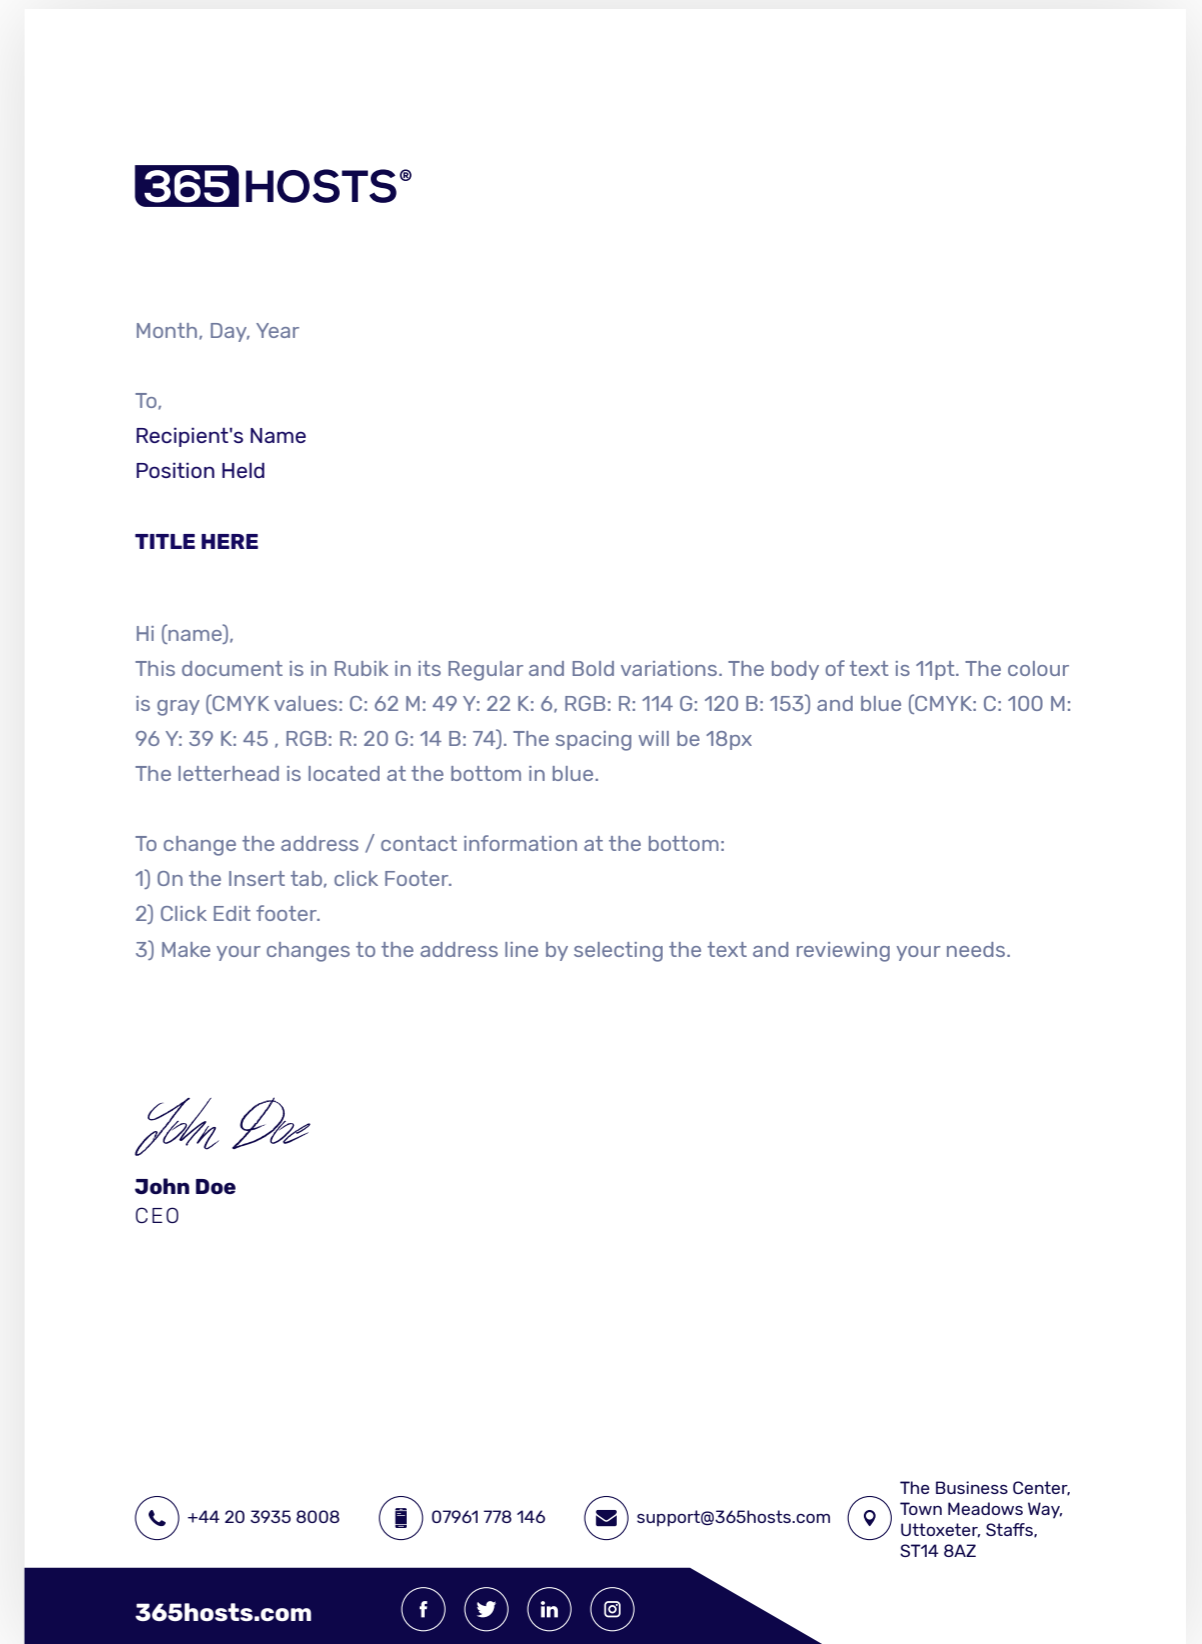 365 HOSTS®
Month, Day, Year
To,
Recipient's Name
Position Held
TITLE HERE
Hi (name),
This document is in Rubik in its Regular and Bold variations. The body of text is 11pt. The colour
is gray (CMYK values: C: 62 M: 49 Y: 22 K: 6, RGB: R: 114 G: 120 B: 153) and blue (CMYK: C: 100 M:
96 Y: 39 K: 45 , RGB: R: 20 G: 14 B: 74). The spacing will be 18px
The letterhead is located at the bottom in blue.
To change the address / contact information at the bottom:
1) On the Insert tab, click Footer.
2) Click Edit footer.
3) Make your changes to the address line by selecting the text and reviewing your needs.
John Doe
John Doe
CEO
+44 20 3935 8008
07961 778 146
support@365hosts.com
The Business Center,
Town Meadows Way,
Uttoxeter, Staffs,
ST14 8AZ
365hosts.com